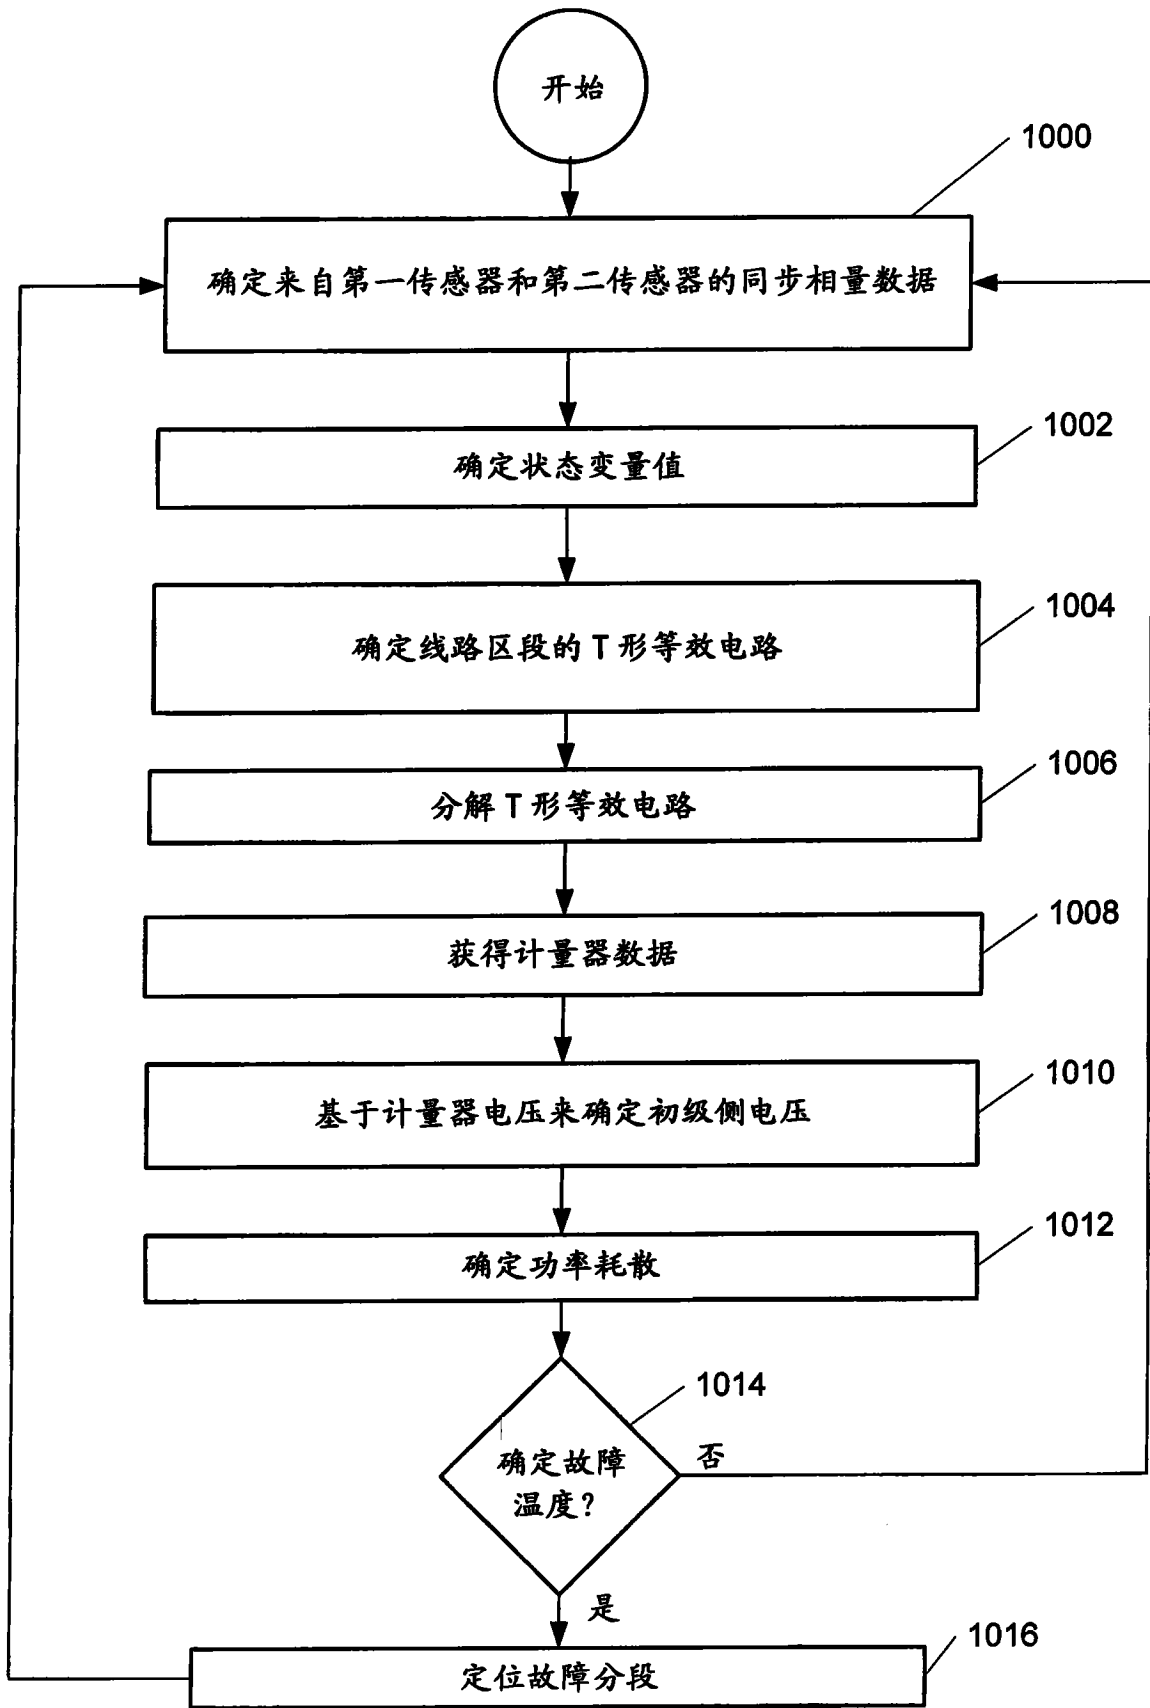 开始
1000
确定来自第一传感器和第二传感器的同步相量数据
1002
确定状态变量值
1004
确定线路区段的T形等效电路
1006
分解T形等效电路
1008
获得计量器数据
1010
基于计量器电压来确定初级侧电压
1012
确定功率耗散
1014
确定故障
温度?
否
是
1016
定位故障分段